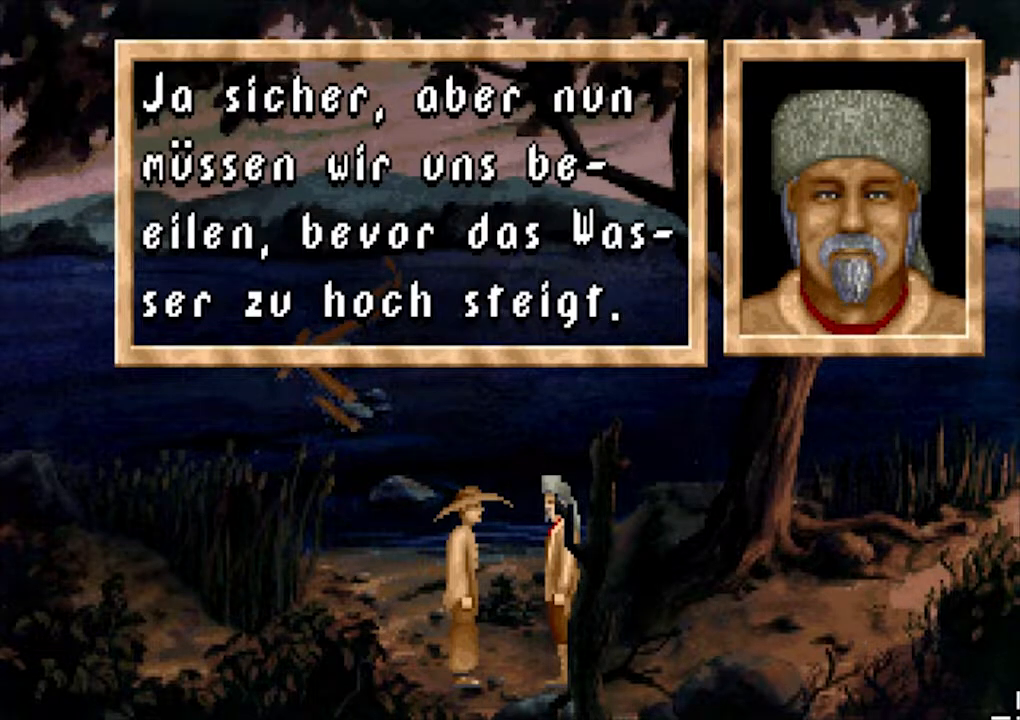 Ja sicher, aber nun
müssen wir uns be-
eilen, bevor das Was-
ser zu hoch steigt.